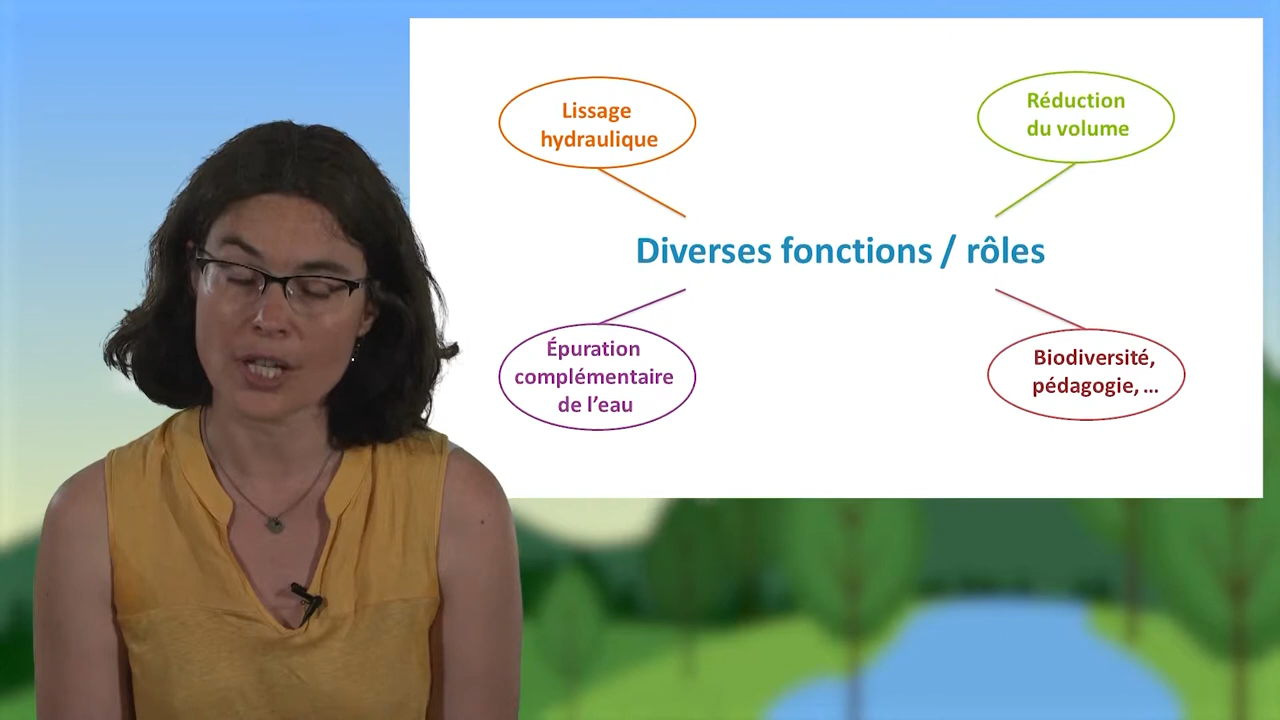 Lissage
hydraulique
Réduction
du volume
Diverses fonctions / rôles
Épuration
complémentaire
de l’eau
Biodiversité,
pédagogie, ...